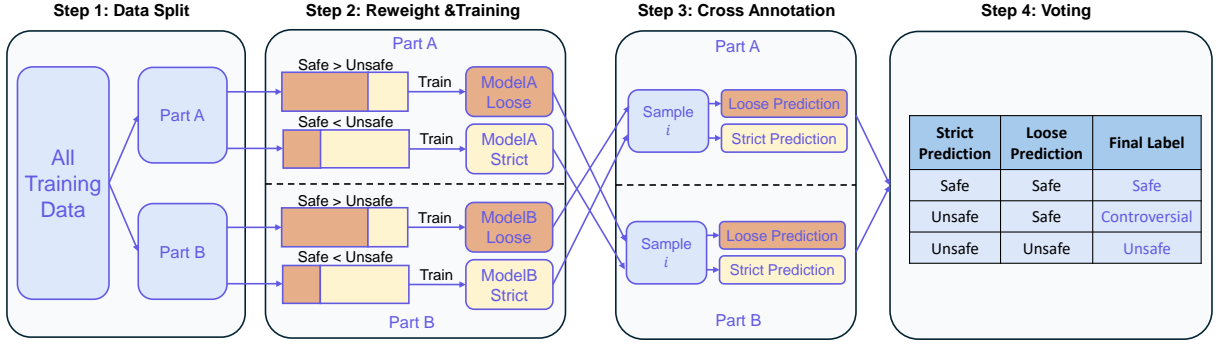 Step 1: Data Split
All
Training
Data
Part A
Part B
Step 2: Reweight &Training
Part A
Safe > Unsafe
Train
ModelA
Loose
Safe < Unsafe
Train
ModelA
Strict
Safe > Unsafe
Train
ModelB
Loose
Safe < Unsafe
Train
ModelB
Strict
Part B
Step 3: Cross Annotation
Part A
Sample
i
Loose Prediction
Strict Prediction
Sample
i
Loose Prediction
Strict Prediction
Part B
Step 4: Voting
Strict
Prediction
Loose
Prediction
Final Label
Safe
Safe
Safe
Unsafe
Safe
Controversial
Unsafe
Unsafe
Unsafe